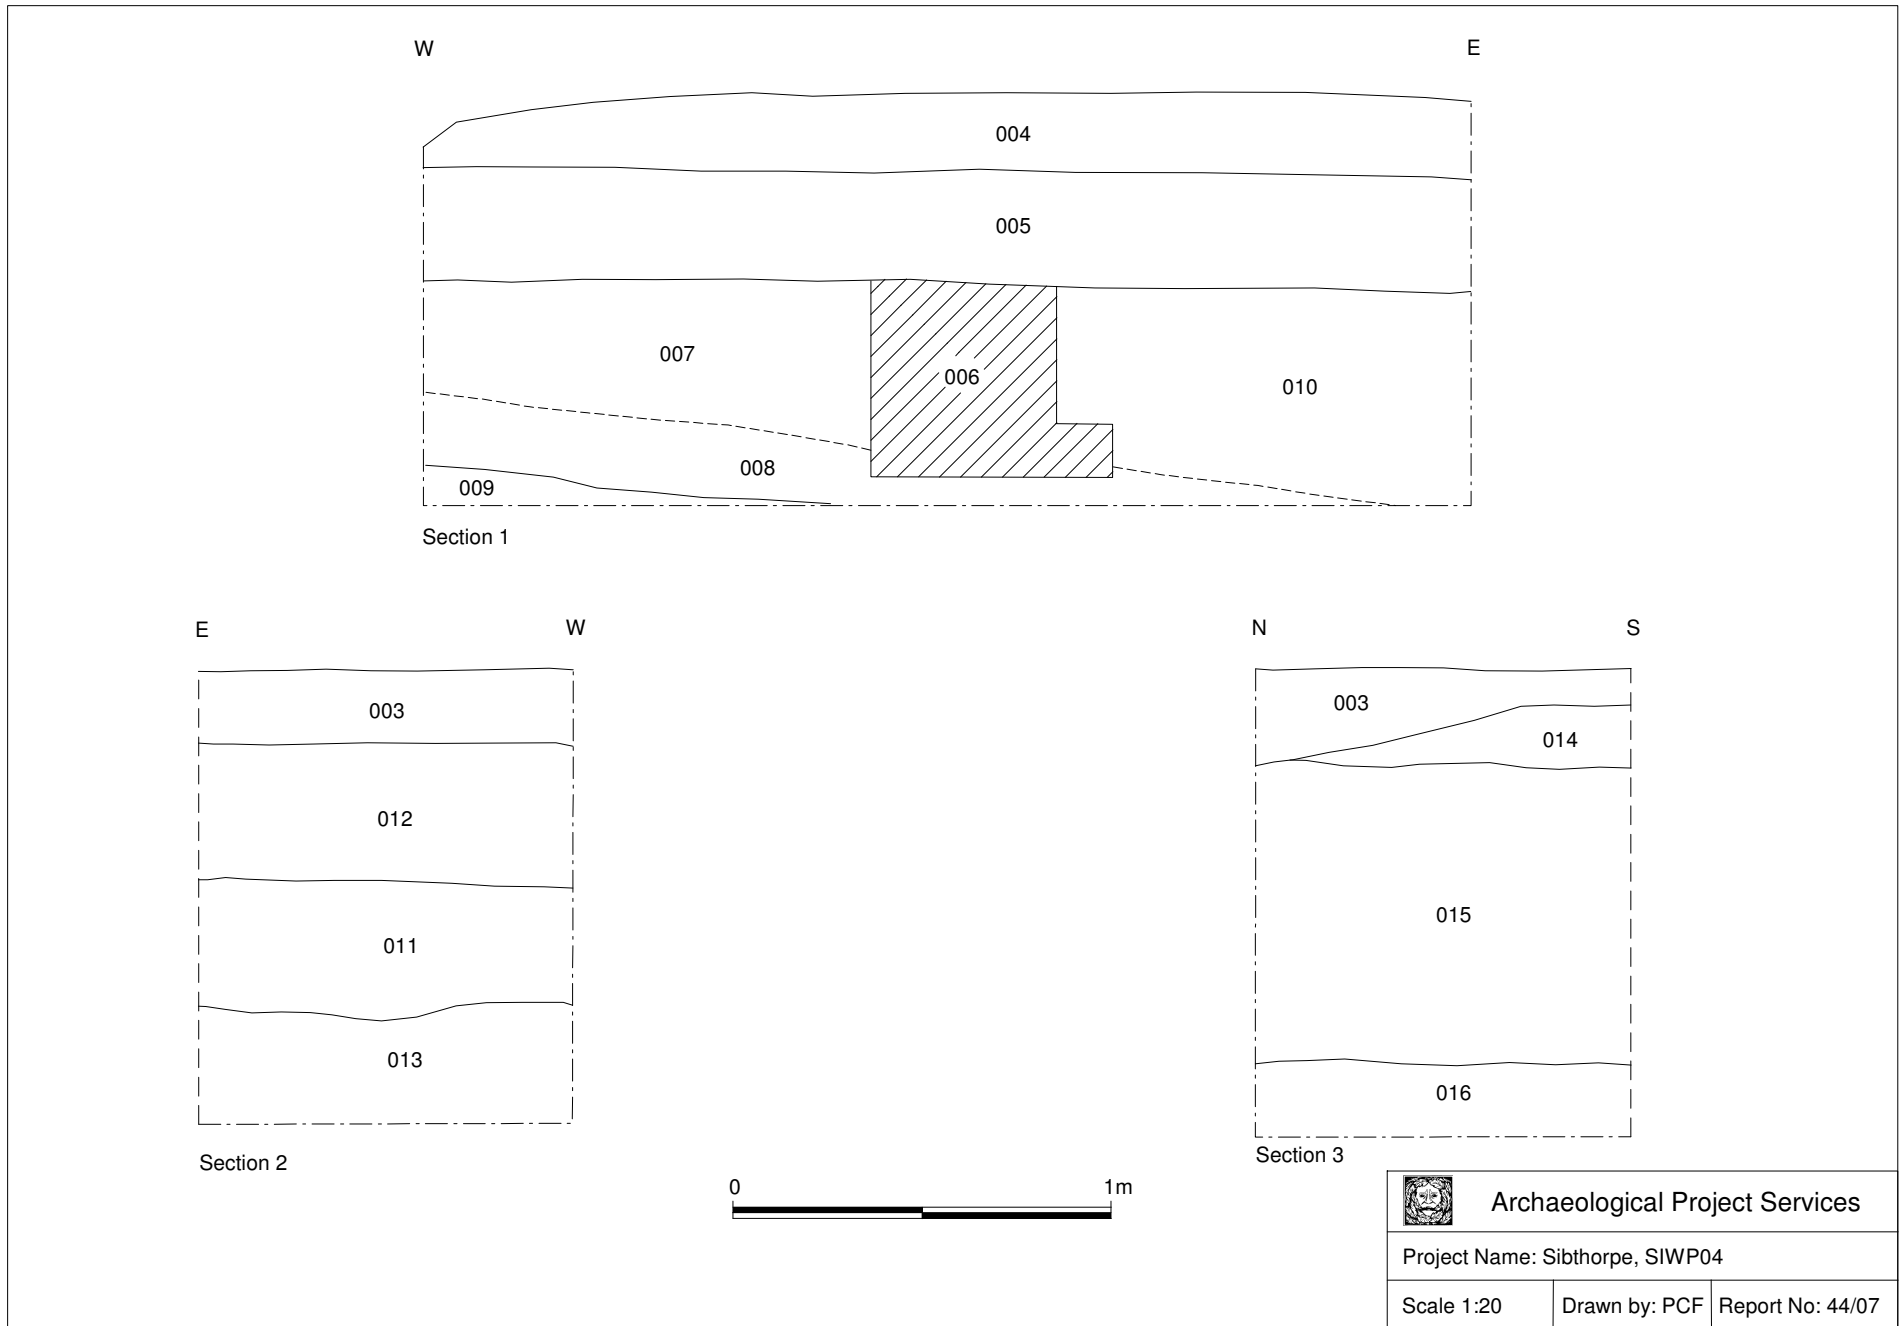 W E
004
005
007
006
010
008
009
Section 1
E W
003
012
011
013
Section 2
N S
003
014
015
016
Section 3
0 1m
Archaeological Project Services
Project Name: Sibthorpe, SIWP04
Scale 1:20 Drawn by: PCF Report No: 44/07